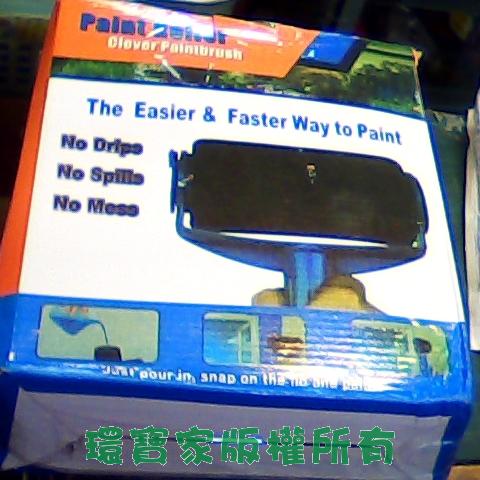 Paint Roller
Clever Paintbrush
The Easier & Faster Way to Paint
No Drips
No Spills
No Mess
Just pour in, snap on the
環寶家版權所有